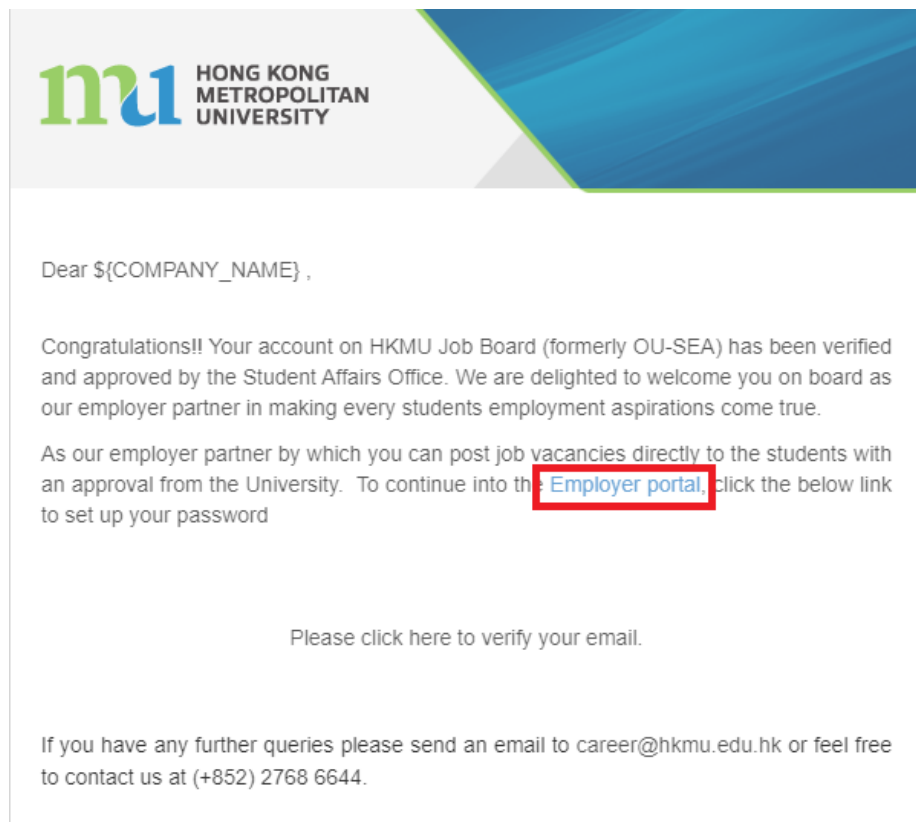 mu
HONG KONG
METROPOLITAN
UNIVERSITY
Dear ${COMPANY_NAME} ,
Congratulations!! Your account on HKMU Job Board (formerly OU-SEA) has been verified
and approved by the Student Affairs Office. We are delighted to welcome you on board as
our employer partner in making every students employment aspirations come true.
As our employer partner by which you can post job vacancies directly to the students with
an approval from the University. To continue into the Employer portal, click the below link
to set up your password
Please click here to verify your email.
If you have any further queries please send an email to career@hkmu.edu.hk or feel free
to contact us at (+852) 2768 6644.